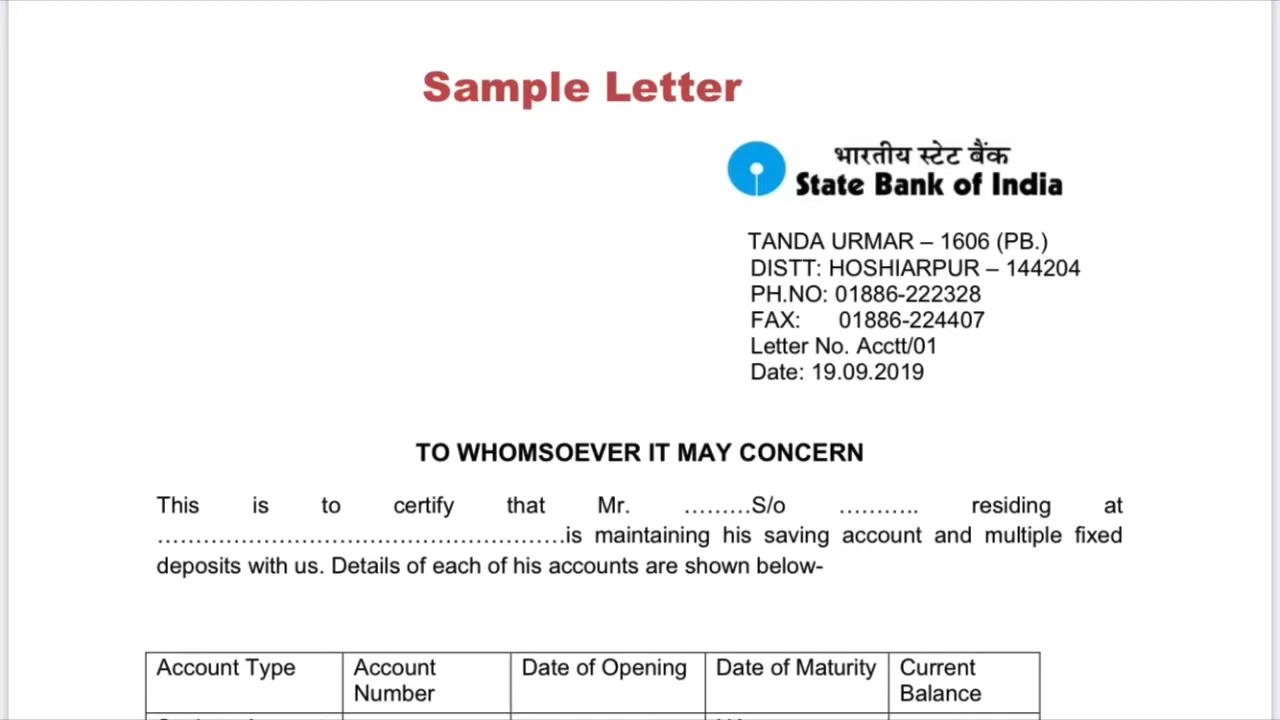 Sample Letter
भारतीय स्टेट बैंक
State Bank of India
TANDA URMAR – 1606 (PB.)
DISTT: HOSHIARPUR – 144204
PH.NO: 01886-222328
FAX: 01886-224407
Letter No. Acctt/01
Date: 19.09.2019
TO WHOMSOEVER IT MAY CONCERN
This is to certify that Mr. ………S/o ……….. residing at
………………………………………………is maintaining his saving account and multiple fixed
deposits with us. Details of each of his accounts are shown below-
Account Type Account Number Date of Opening Date of Maturity Current Balance